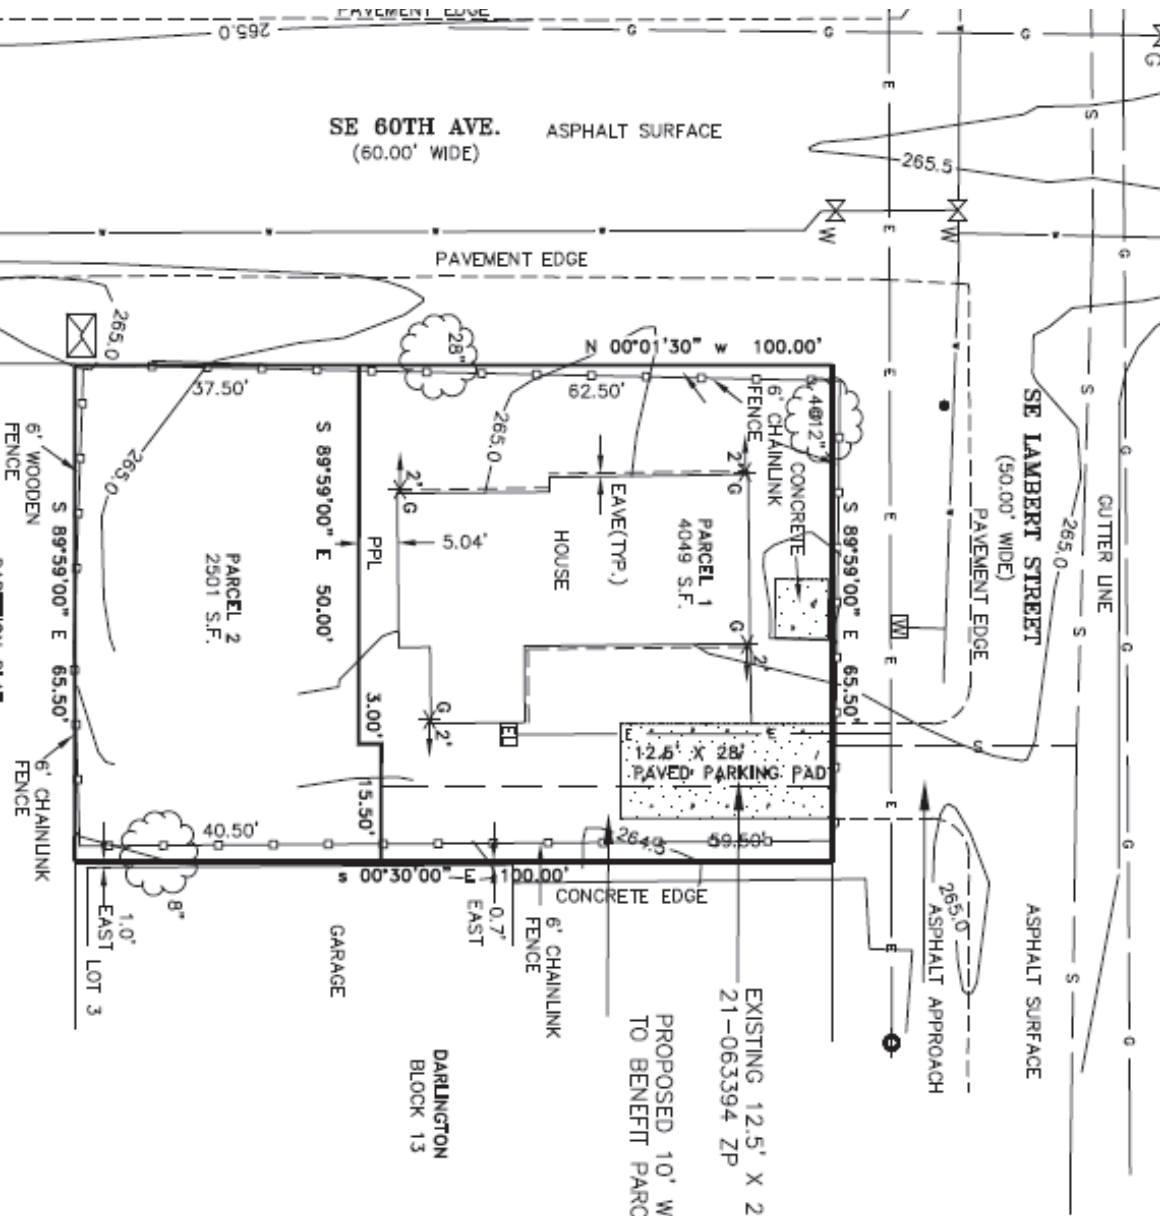 PAVEMENT EDGE
265.0
G
G
G
G
SE 60TH AVE.
(60.00' WIDE)
ASPHALT SURFACE
E
S
265.5
W
W
E
G
PAVEMENT EDGE
265.0
28"
N 00°01'30" W 100.00'
37.50'
62.50'
6' CHAINLINK
FENCE
4@12"
265.0
265.0
6' WOODEN
FENCE
S 89°59'00" E 65.50'
S 89°59'00" E 50.00'
PPL
5.04'
2'
G
2'
G
EAVE(TYP.)
HOUSE
PARCEL 1
4049 S.F.
CONCRETE
PARCEL 2
2501 S.F.
S 89°59'00" E 65.50'
SE LAMBERT STREET
(50.00' WIDE)
PAVEMENT EDGE
265.0
GUTTER LINE
W
E
E
E
S
G
S
G
G
2'
G
G
2'
3.00'
EL
E
E
S
12.5' X 28'
PAVED PARKING PAD
15.50'
6' CHAINLINK
FENCE
40.50'
264.5
59.50'
E
G
S 00°30'00" E 100.00'
CONCRETE EDGE
8"
1.0'
EAST
LOT 3
GARAGE
0.7'
EAST
6' CHAINLINK
FENCE
265.0
ASPHALT APPROACH
ASPHALT SURFACE
E
S
G
DARLINGTON
BLOCK 13
EXISTING 12.5' X 2
21-063394 ZP
PROPOSED 10' W
TO BENEFIT PARC